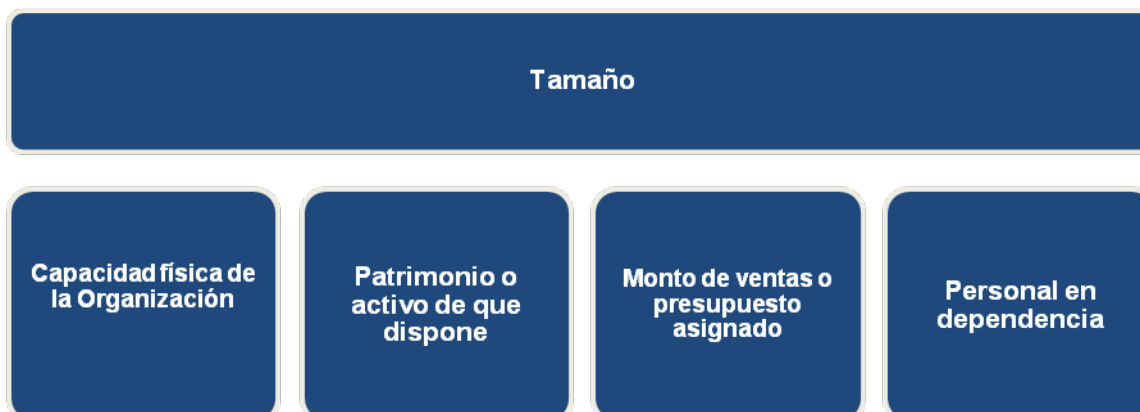 Tamaño
Capacidad física de
la Organización
Patrimonio o
activo de que
dispone
Monto de ventas o
presupuesto
asignado
Personal en
dependencia